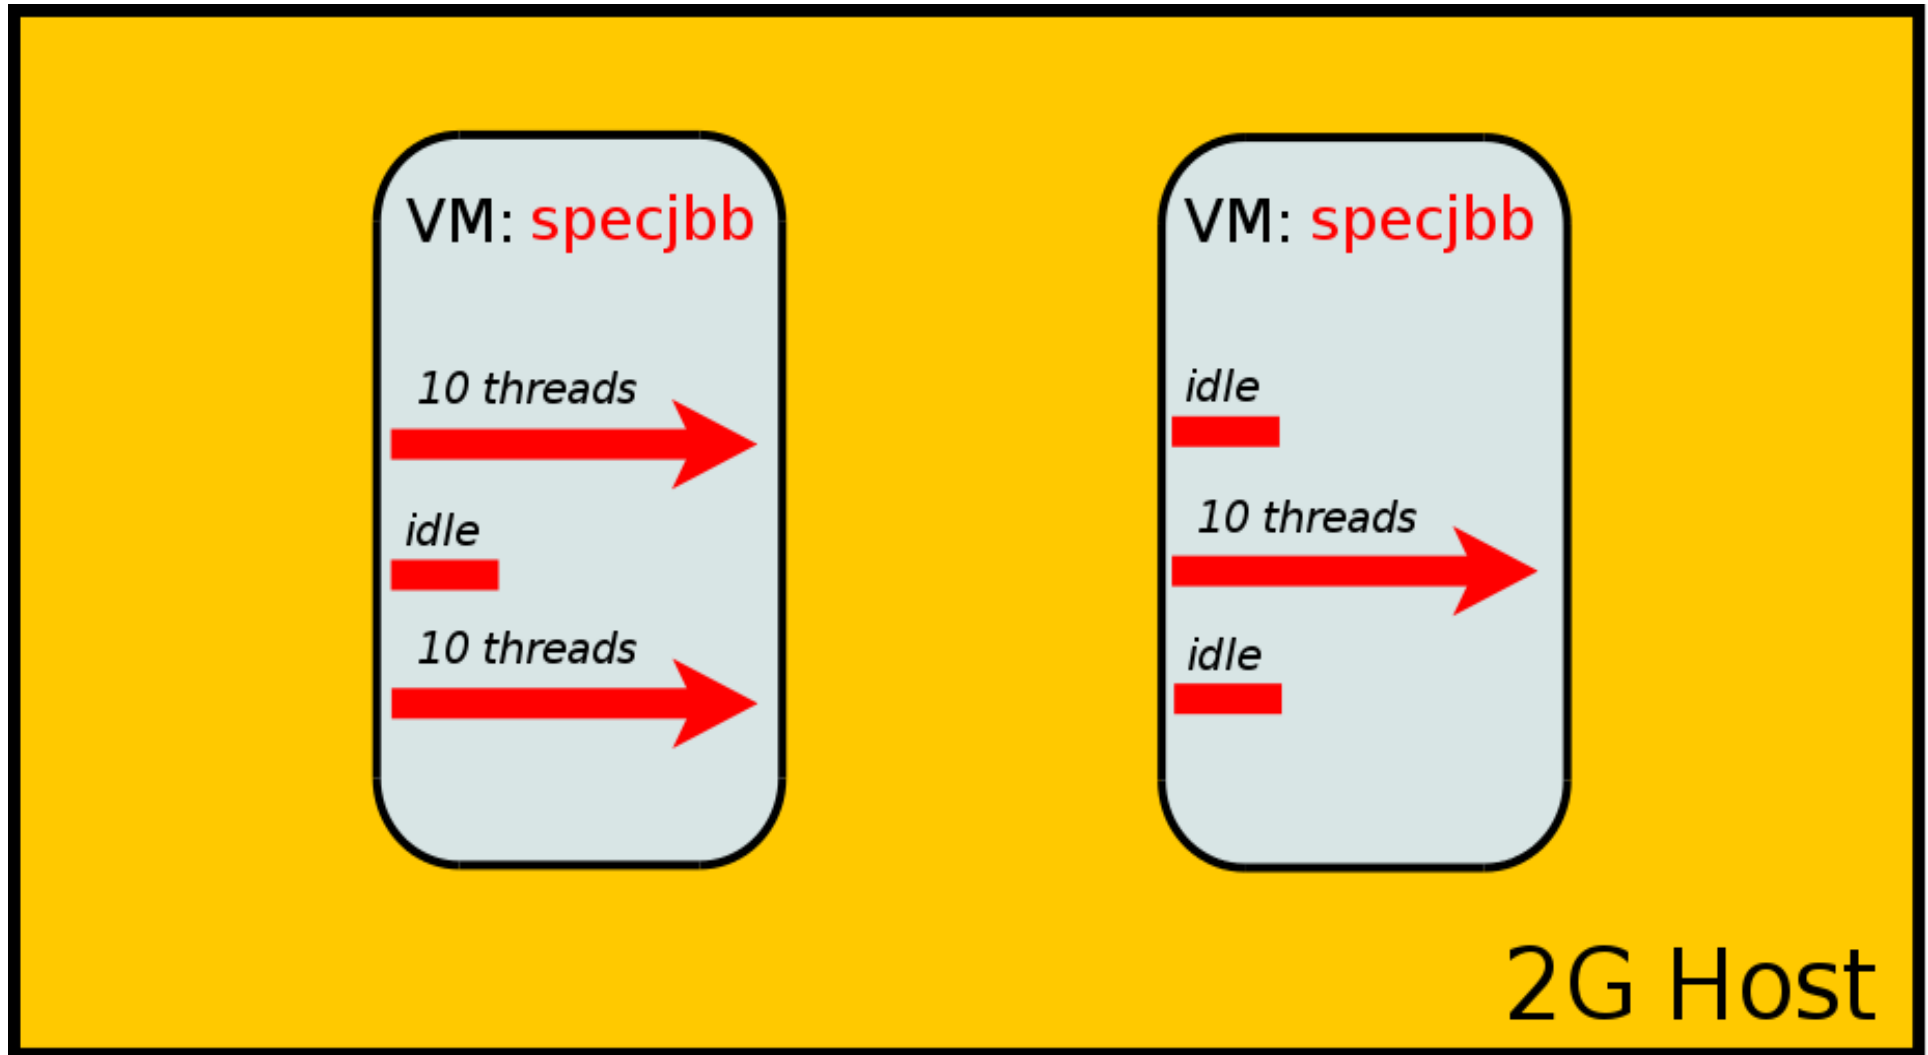 VM: specjbb
10 threads
idle
10 threads
VM: specjbb
idle
10 threads
idle
2G Host